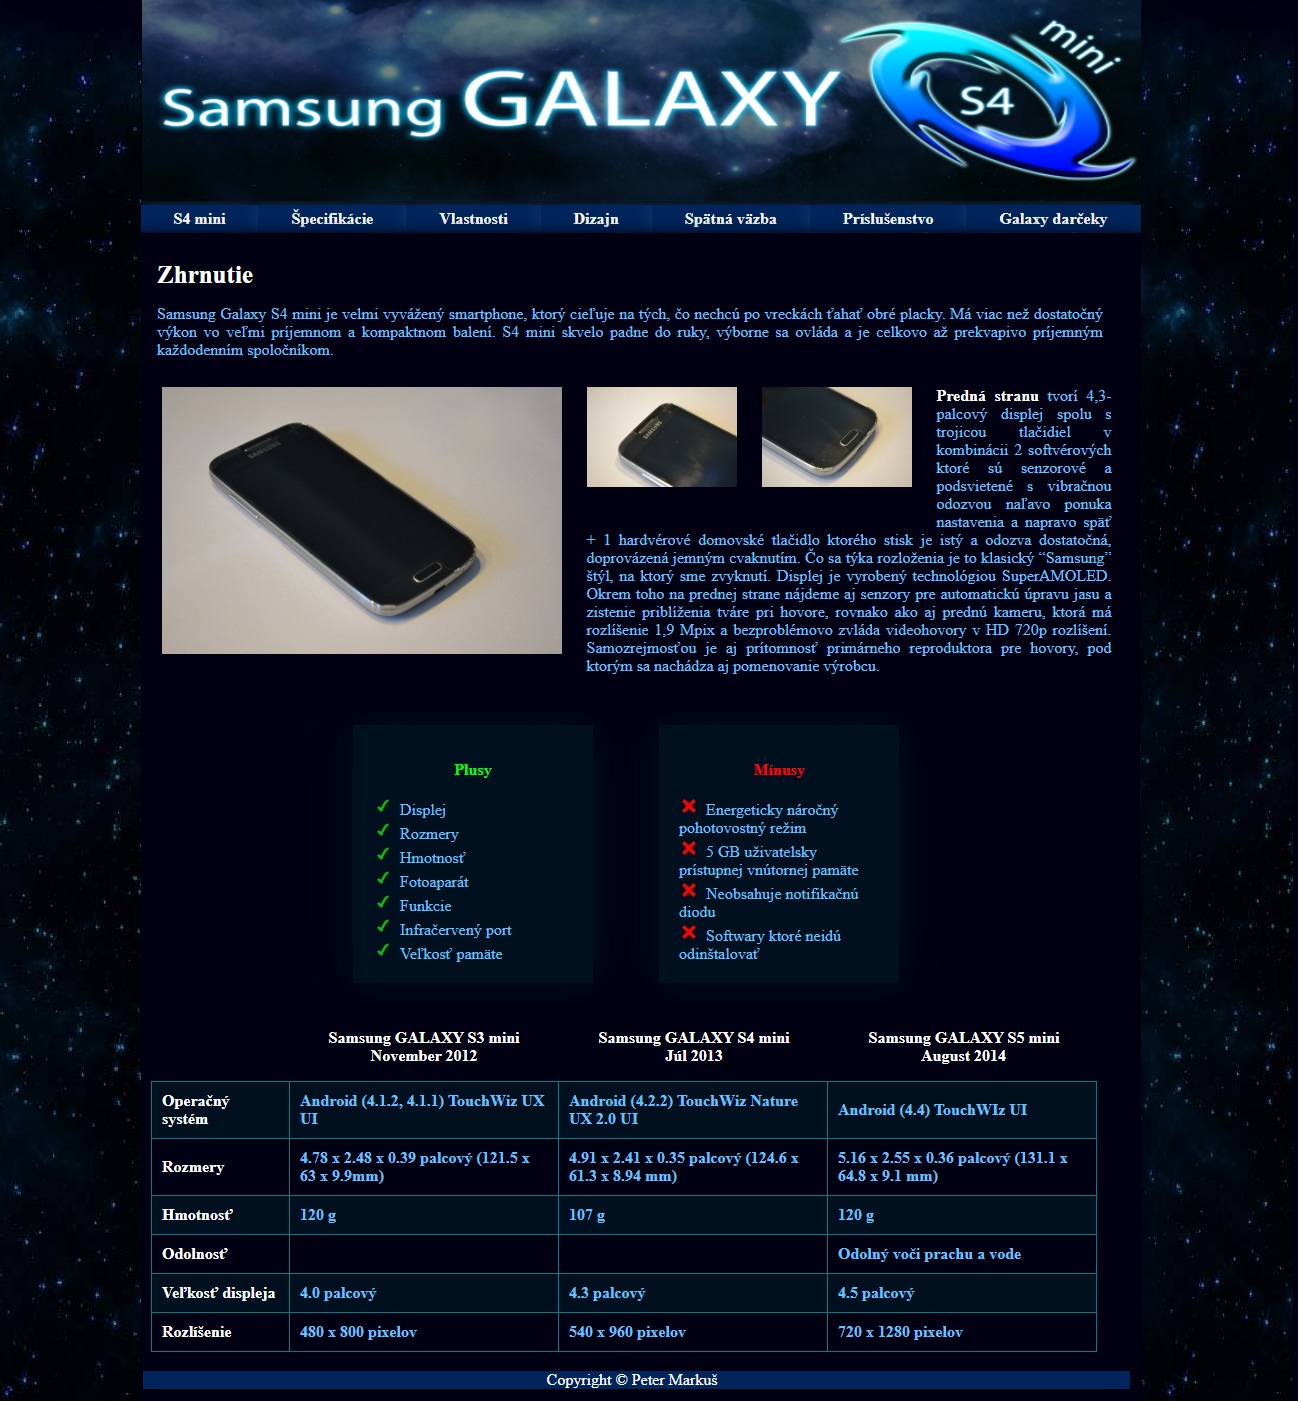 Samsung GALAXY S4 mini
S4 mini Špecifikácie Vlastnosti Dizajn Spätná väzba Príslušenstvo Galaxy darčeky
Zhrnutie
Samsung Galaxy S4 mini je velmi vyvážený smartphone, ktorý cieľuje na tých, čo nechcú po vreckách ťahať obré placky. Má viac než dostatočný
výkon vo veľmi príjemnom a kompaktnom balení. S4 mini skvelo padne do ruky, výborne sa ovláda a je celkovo až prekvapivo príjemným
každodenním spoločníkom.
Predná stranu tvorí 4,3-
palcový displej spolu s
trojicou tlačidiel v
kombinácii 2 softvérových
ktoré sú senzorové a
podsvietené s vibračnou
odozvou naľavo ponuka
nastavenia a napravo späť
+ 1 hardvérové domovské tlačidlo ktorého stisk je istý a odozva dostatočná,
doprovázená jemným cvaknutím. Čo sa týka rozloženia je to klasický “Samsung”
štýl, na ktorý sme zvyknutí. Displej je vyrobený technológiou SuperAMOLED.
Okrem toho na prednej strane nájdeme aj senzory pre automatickú úpravu jasu a
zistenie priblíženia tváre pri hovore, rovnako ako aj prednú kameru, ktorá má
rozlíšenie 1,9 Mpix a bezproblémovo zvláda videohovory v HD 720p rozlíšení.
Samozrejmosťou je aj prítomnosť primárneho reproduktora pre hovory, pod
ktorým sa nachádza aj pomenovanie výrobcu.
Plusy
Displej
Rozmery
Hmotnosť
Fotoaparát
Funkcie
Infračervený port
Veľkosť pamäte
Mínusy
Energeticky náročný
pohotovostný režim
5 GB uživatelsky
prístupnej vnútornej pamäte
Neobsahuje notifikačnú
diodu
Softwary ktoré neidú
odinštalovať
Samsung GALAXY S3 mini Samsung GALAXY S4 mini Samsung GALAXY S5 mini
November 2012 Júl 2013 August 2014
Operačný Android (4.1.2, 4.1.1) TouchWiz UX Android (4.2.2) TouchWiz Nature Android (4.4) TouchWIz UI
systém UI UX 2.0 UI
Rozmery 4.78 x 2.48 x 0.39 palcový (121.5 x 4.91 x 2.41 x 0.35 palcový (124.6 x 5.16 x 2.55 x 0.36 palcový (131.1 x
63 x 9.9mm) 61.3 x 8.94 mm) 64.8 x 9.1 mm)
Hmotnosť 120 g 107 g 120 g
Odolnosť Odolný voči prachu a vode
Veľkosť displeja 4.0 palcový 4.3 palcový 4.5 palcový
Rozlíšenie 480 x 800 pixelov 540 x 960 pixelov 720 x 1280 pixelov
Copyright © Peter Markuš